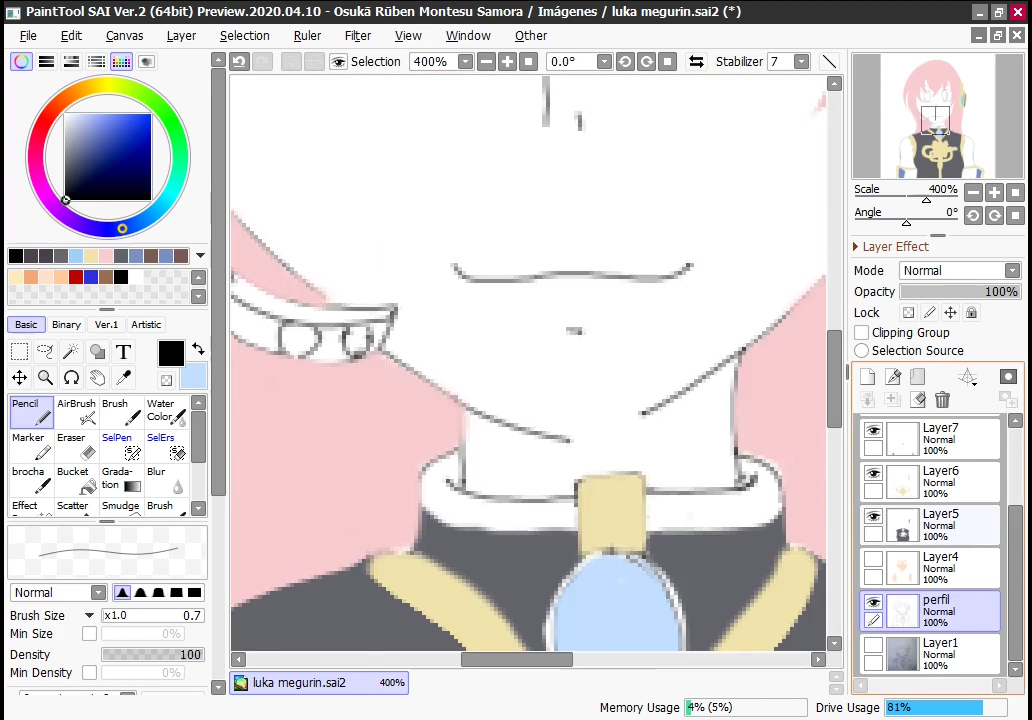 PaintTool SAI Ver.2 (64bit) Preview.2020.04.10 - Osukā Rūben Montesu Samora / Imágenes / luka megurin.sai2 (*)
File Edit Canvas Layer Selection Ruler Filter View Window Other
Selection 400% 0.0° Stabilizer 7
Scale 400%
Angle 0°
Layer Effect
Mode Normal
Opacity 100%
Lock
Clipping Group
Selection Source
Basic Binary Ver.1 Artistic
T
Pencil AirBrush Brush Water Color
Marker Eraser SelPen SelErs
brocha Bucket Gradation Blur
Effect Scatter Smudge Brush
Normal
Brush Size x1.0 0.7
Min Size 0%
Density 100
Min Density 0%
Layer7
Normal
100%
Layer6
Normal
100%
Layer5
Normal
100%
Layer4
Normal
100%
perfil
Normal
100%
Layer1
Normal
100%
luka megurin.sai2 400%
Memory Usage 4% (5%) Drive Usage 81%